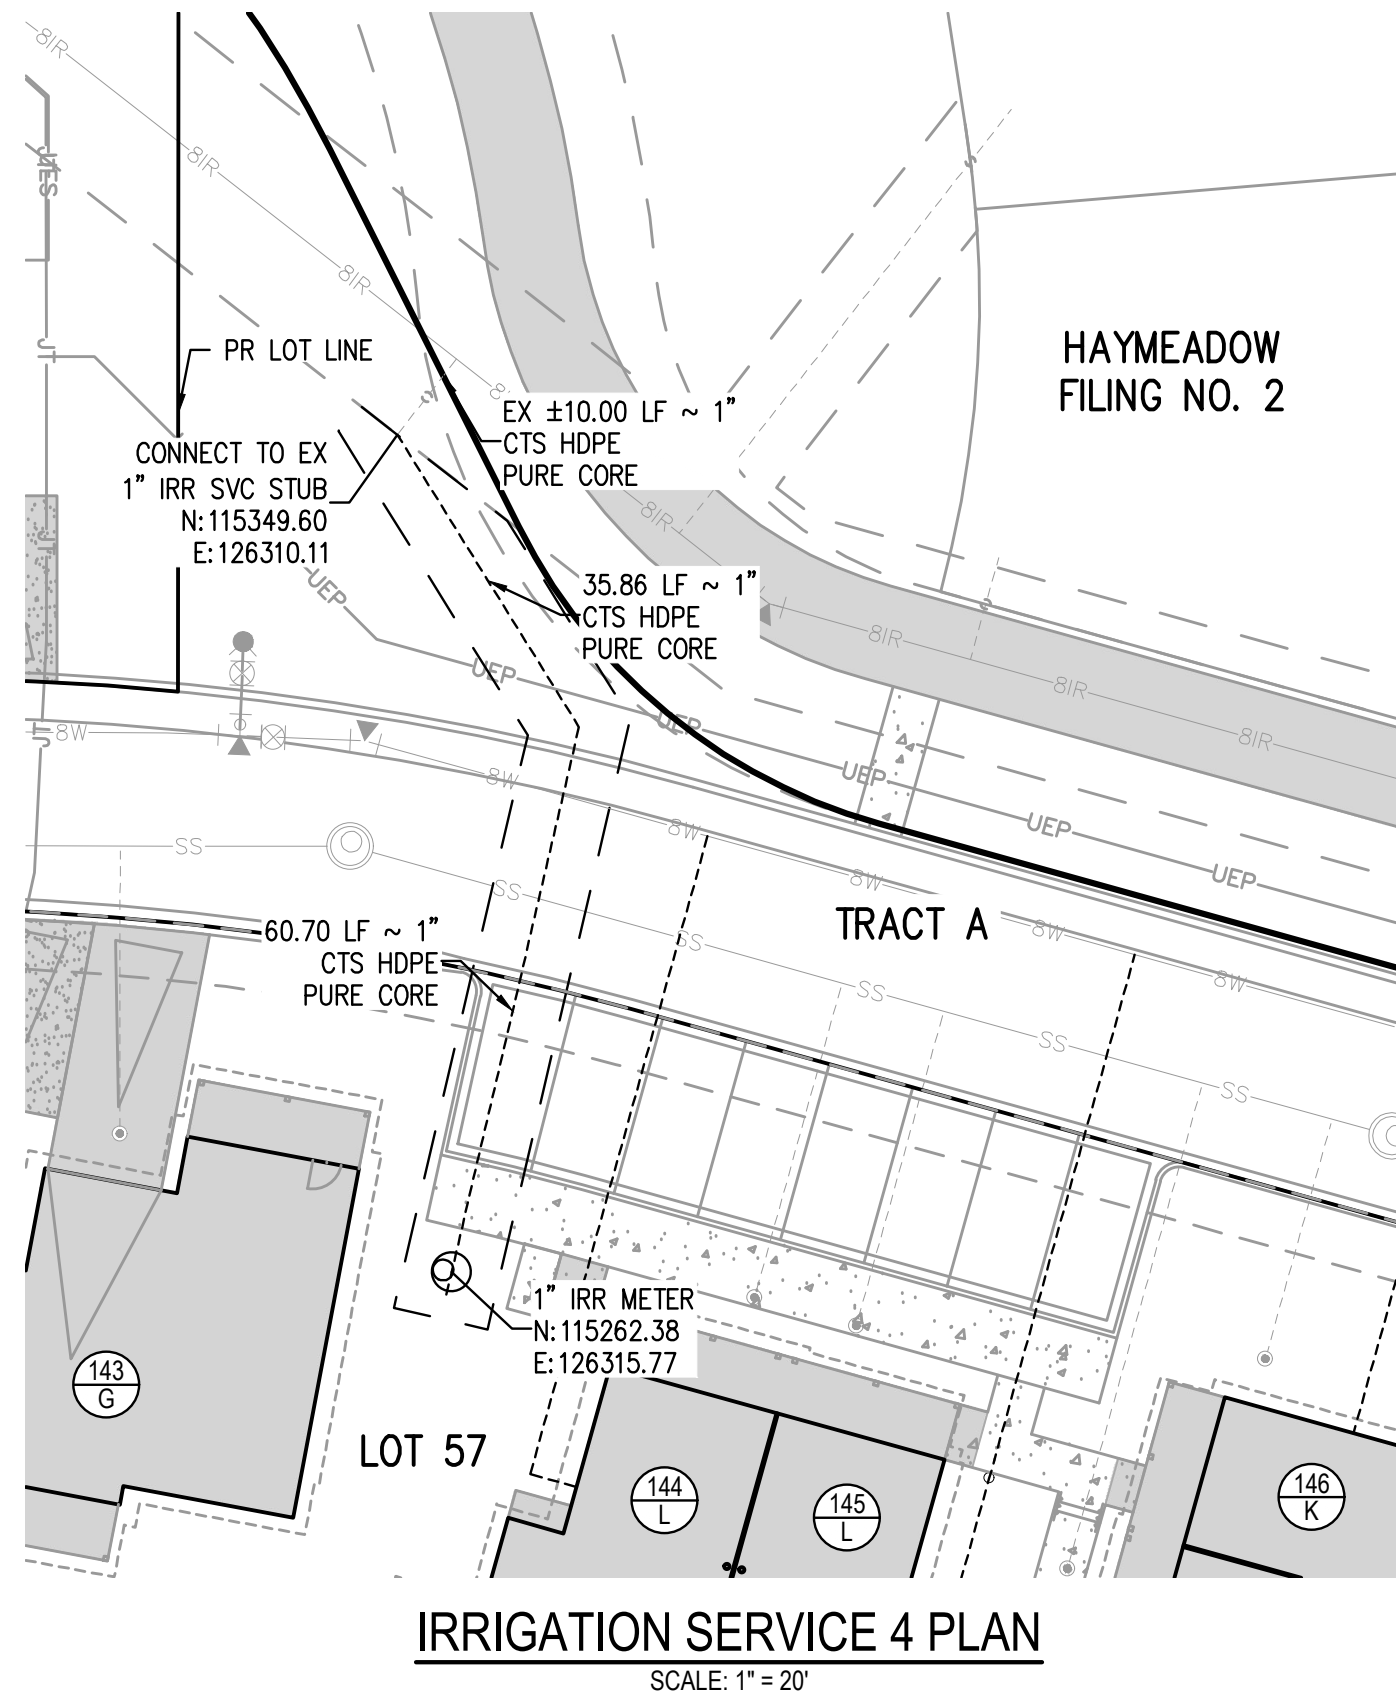 8IR
8IR
8IR
8IR
S
S
JTES
JT
JT
JT
PR LOT LINE
HAYMEADOW
FILING NO. 2
EX ±10.00 LF ~ 1"
CTS HDPE
PURE CORE
CONNECT TO EX
1" IRR SVC STUB
N:115349.60
E:126310.11
35.86 LF ~ 1"
CTS HDPE
PURE CORE
S
8IR
8IR
8IR
UEP
UEP
UEP
UEP
UEP
UEP
8W
8W
8W
8W
8W
8W
SS
SS
SS
SS
SS
SS
TRACT A
60.70 LF ~ 1"
CTS HDPE
PURE CORE
1" IRR METER
N:115262.38
E:126315.77
143
G
LOT 57
144
L
145
L
146
K
IRRIGATION SERVICE 4 PLAN
SCALE: 1" = 20'